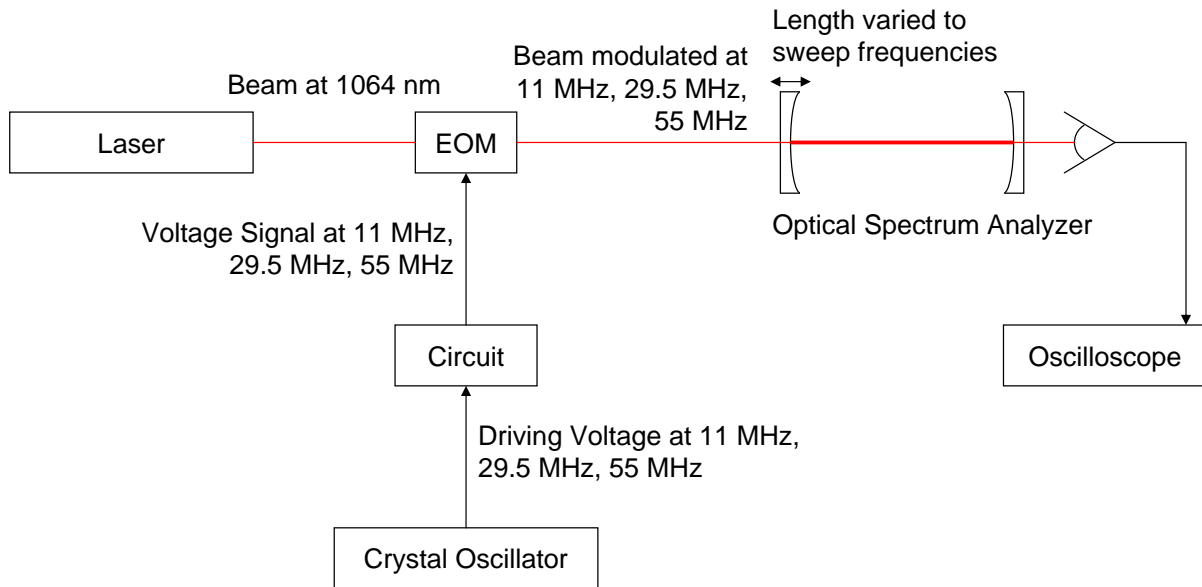 Length varied to
sweep frequencies
Beam modulated at
11 MHz, 29.5 MHz,
55 MHz
Beam at 1064 nm
Laser
EOM
Optical Spectrum Analyzer
Voltage Signal at 11 MHz,
29.5 MHz, 55 MHz
Circuit
Oscilloscope
Driving Voltage at 11 MHz,
29.5 MHz, 55 MHz
Crystal Oscillator